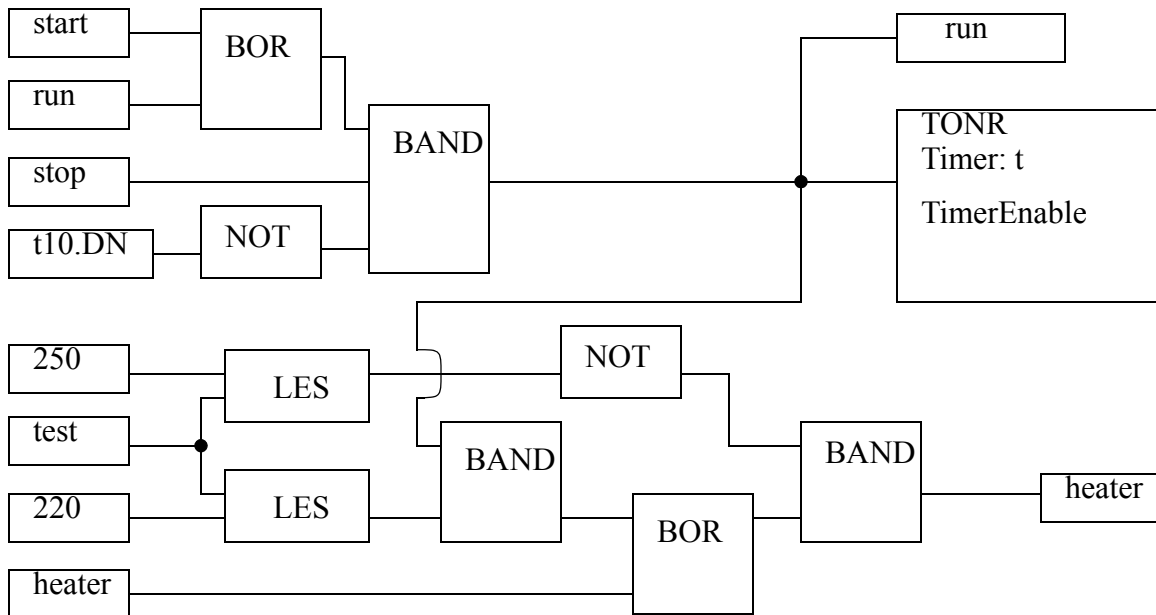 start
BOR
run
run
BAND
TONR
Timer: t
stop
TimerEnable
t10.DN
NOT
250
NOT
LES
test
BAND
BAND
220
LES
heater
BOR
heater